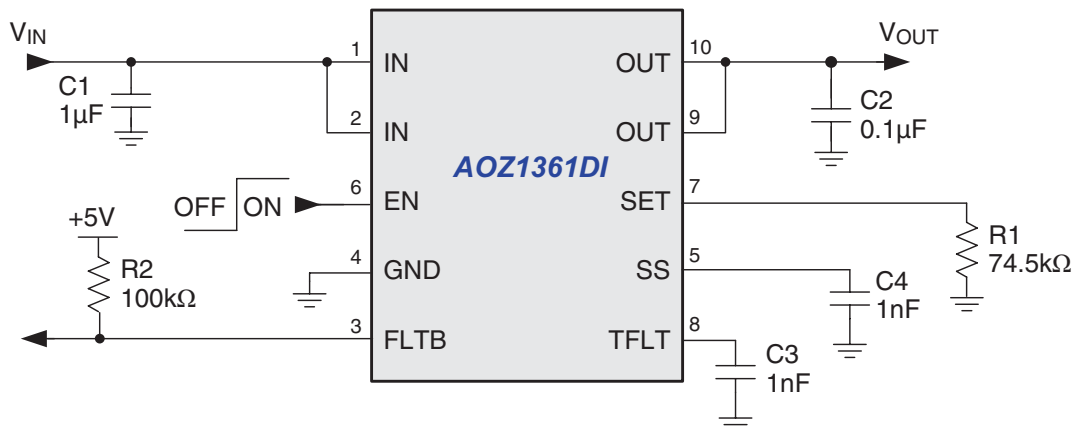 VIN
C1
1µF
1
IN
2
IN
OFF ON
6
EN
+5V
R2
100kΩ
4
GND
3
FLTB
AOZ1361DI
10
OUT
9
OUT
VOUT
C2
0.1µF
7
SET
R1
74.5kΩ
5
SS
C4
1nF
8
TFLT
C3
1nF